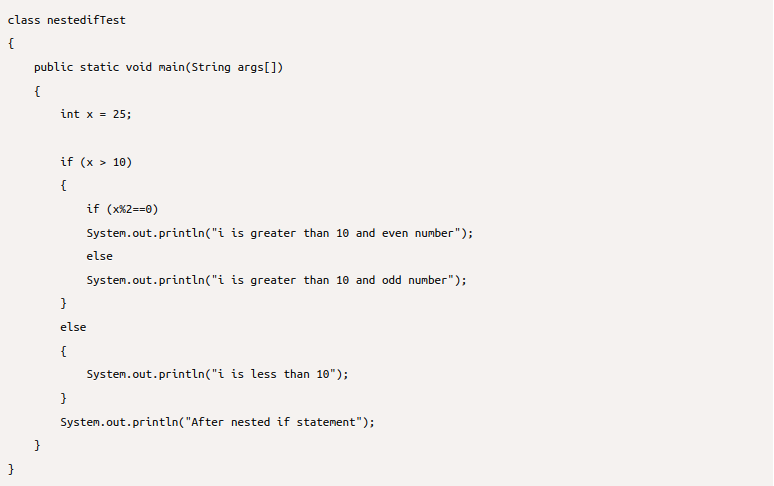 class nestedifTest
{
    public static void main(String args[])
    {
        int x = 25;

        if (x > 10)
        {
            if (x%2==0)
            System.out.println("i is greater than 10 and even number");
            else
            System.out.println("i is greater than 10 and odd number");
        }
        else
        {
            System.out.println("i is less than 10");
        }
        System.out.println("After nested if statement");
    }
}